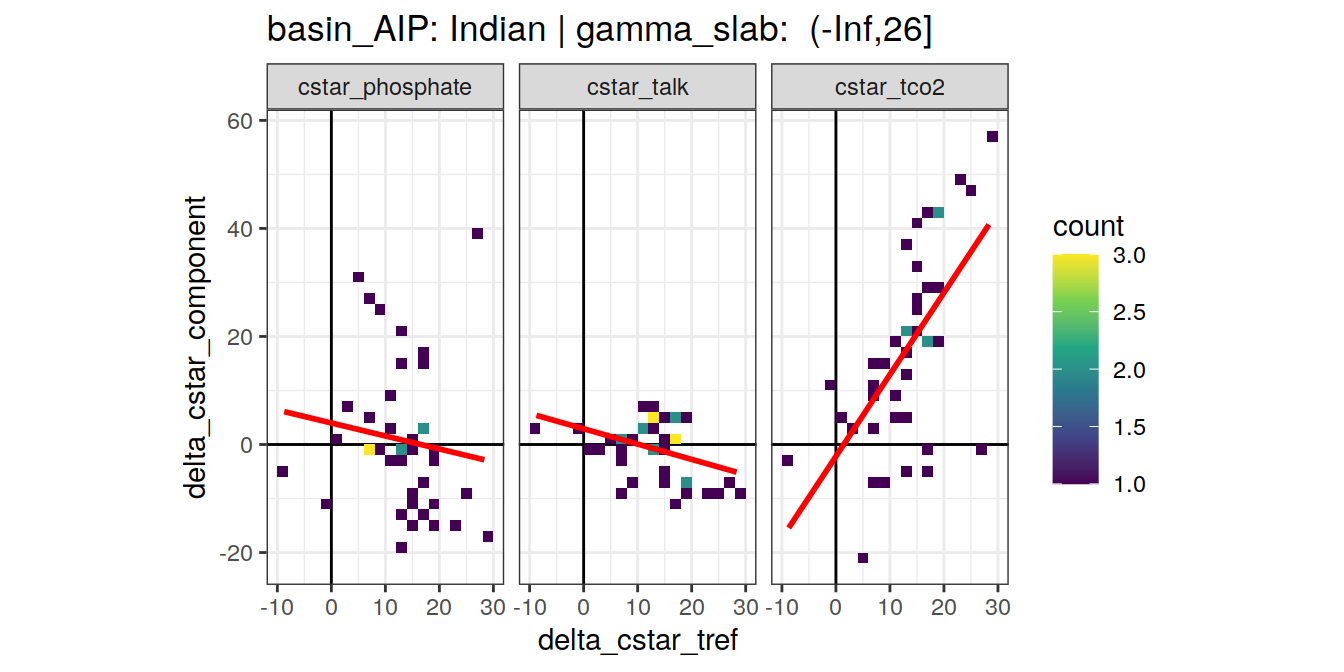 basin_AIP: Indian | gamma_slab:  (-Inf,26]
cstar_phosphate
cstar_talk
cstar_tco2
delta_cstar_component
60
40
20
0
-20
-10 0 10 20 30
-10 0 10 20 30
-10 0 10 20 30
delta_cstar_tref
count
3.0
2.5
2.0
1.5
1.0